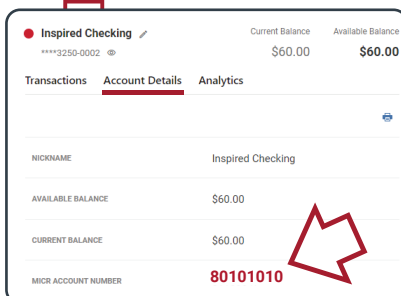 Inspired Checking
Current Balance Available Balance
****3250-0002 $60.00 $60.00
Transactions Account Details Analytics
NICKNAME Inspired Checking
AVAILABLE BALANCE $60.00
CURRENT BALANCE $60.00
MICR ACCOUNT NUMBER 80101010